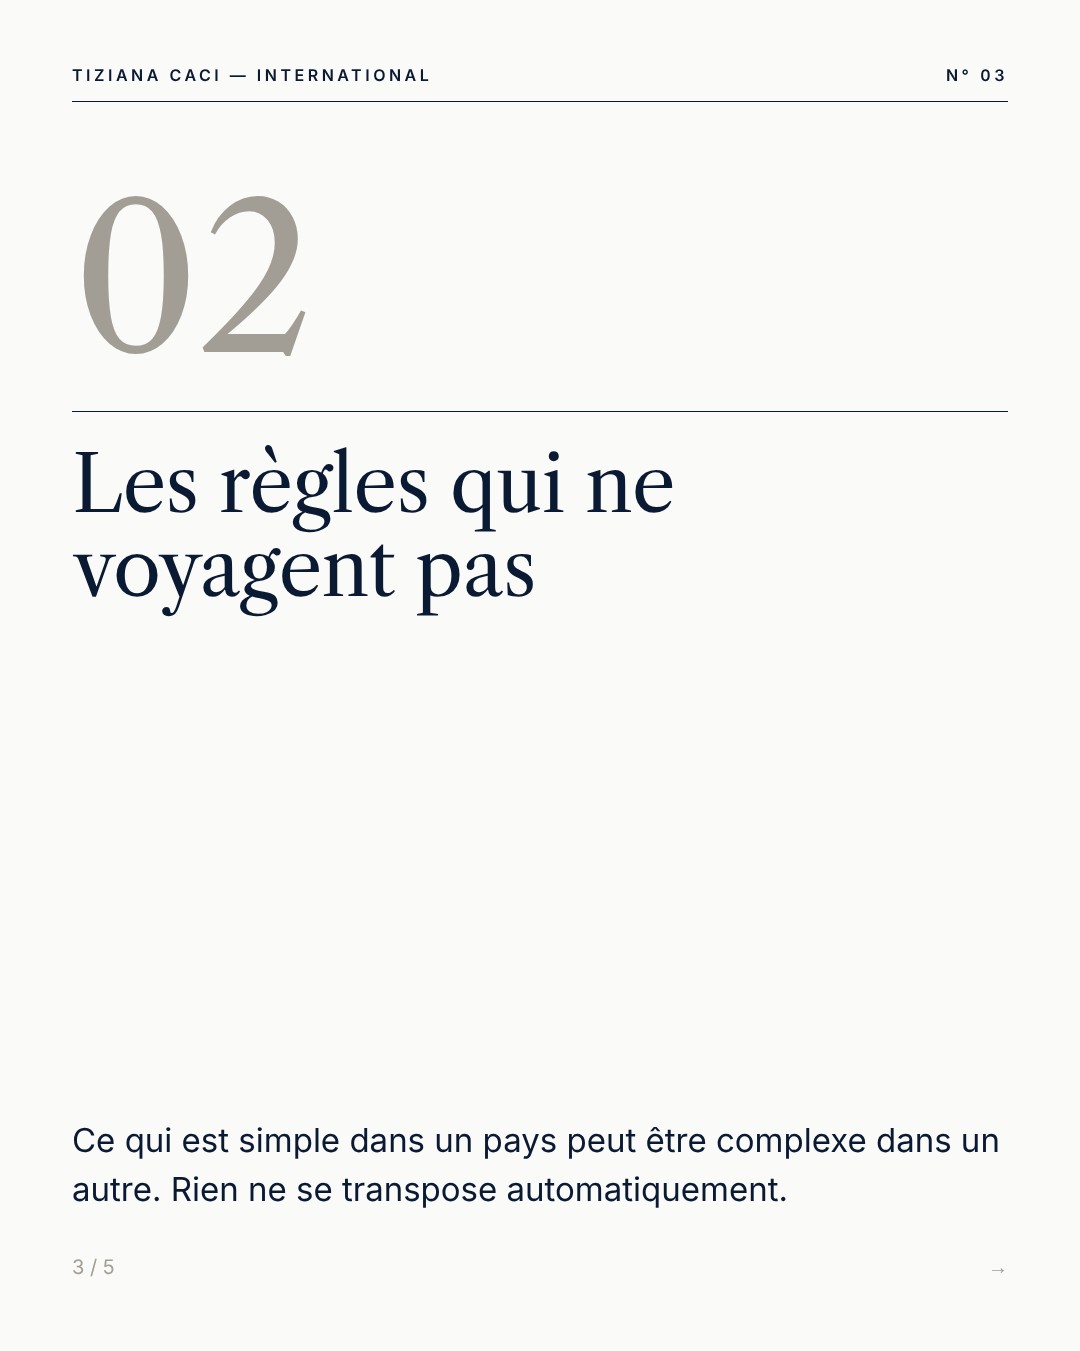 TIZIANA CACI — INTERNATIONAL
N° 03
02
Les règles qui ne
voyagent pas
Ce qui est simple dans un pays peut être complexe dans un
autre. Rien ne se transpose automatiquement.
3 / 5
→